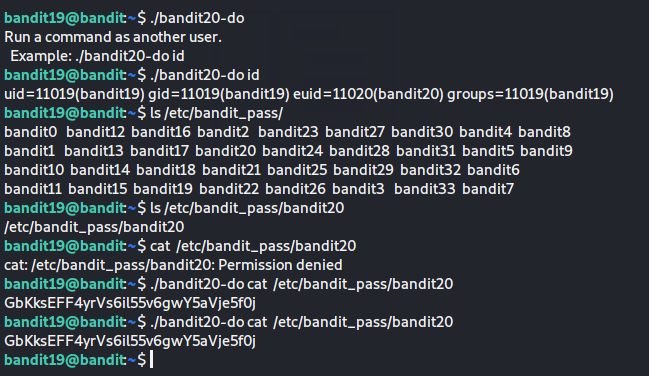 bandit19@bandit:~$ ./bandit20-do
Run a command as another user.
  Example: ./bandit20-do id
bandit19@bandit:~$ ./bandit20-do id
uid=11019(bandit19) gid=11019(bandit19) euid=11020(bandit20) groups=11019(bandit19)
bandit19@bandit:~$ ls /etc/bandit_pass/
bandit0 bandit12 bandit16 bandit2 bandit23 bandit27 bandit30 bandit4 bandit8
bandit1 bandit13 bandit17 bandit20 bandit24 bandit28 bandit31 bandit5 bandit9
bandit10 bandit14 bandit18 bandit21 bandit25 bandit29 bandit32 bandit6
bandit11 bandit15 bandit19 bandit22 bandit26 bandit3 bandit33 bandit7
bandit19@bandit:~$ ls /etc/bandit_pass/bandit20
/etc/bandit_pass/bandit20
bandit19@bandit:~$ cat /etc/bandit_pass/bandit20
cat: /etc/bandit_pass/bandit20: Permission denied
bandit19@bandit:~$ ./bandit20-do cat /etc/bandit_pass/bandit20
GbKksEFF4yrVs6il55v6gwY5aVje5f0j
bandit19@bandit:~$ ./bandit20-do cat /etc/bandit_pass/bandit20
GbKksEFF4yrVs6il55v6gwY5aVje5f0j
bandit19@bandit:~$